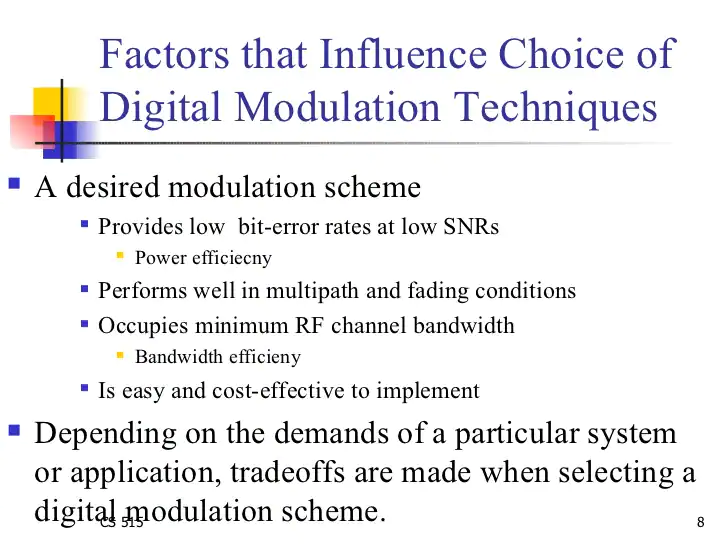 Factors that Influence Choice of
Digital Modulation Techniques
A desired modulation scheme
Provides low  bit-error rates at low SNRs
Power efficiecny
Performs well in multipath and fading conditions
Occupies minimum RF channel bandwidth
Bandwidth efficieny
Is easy and cost-effective to implement
Depending on the demands of a particular system
or application, tradeoffs are made when selecting a
digital modulation scheme.
CS 515
8